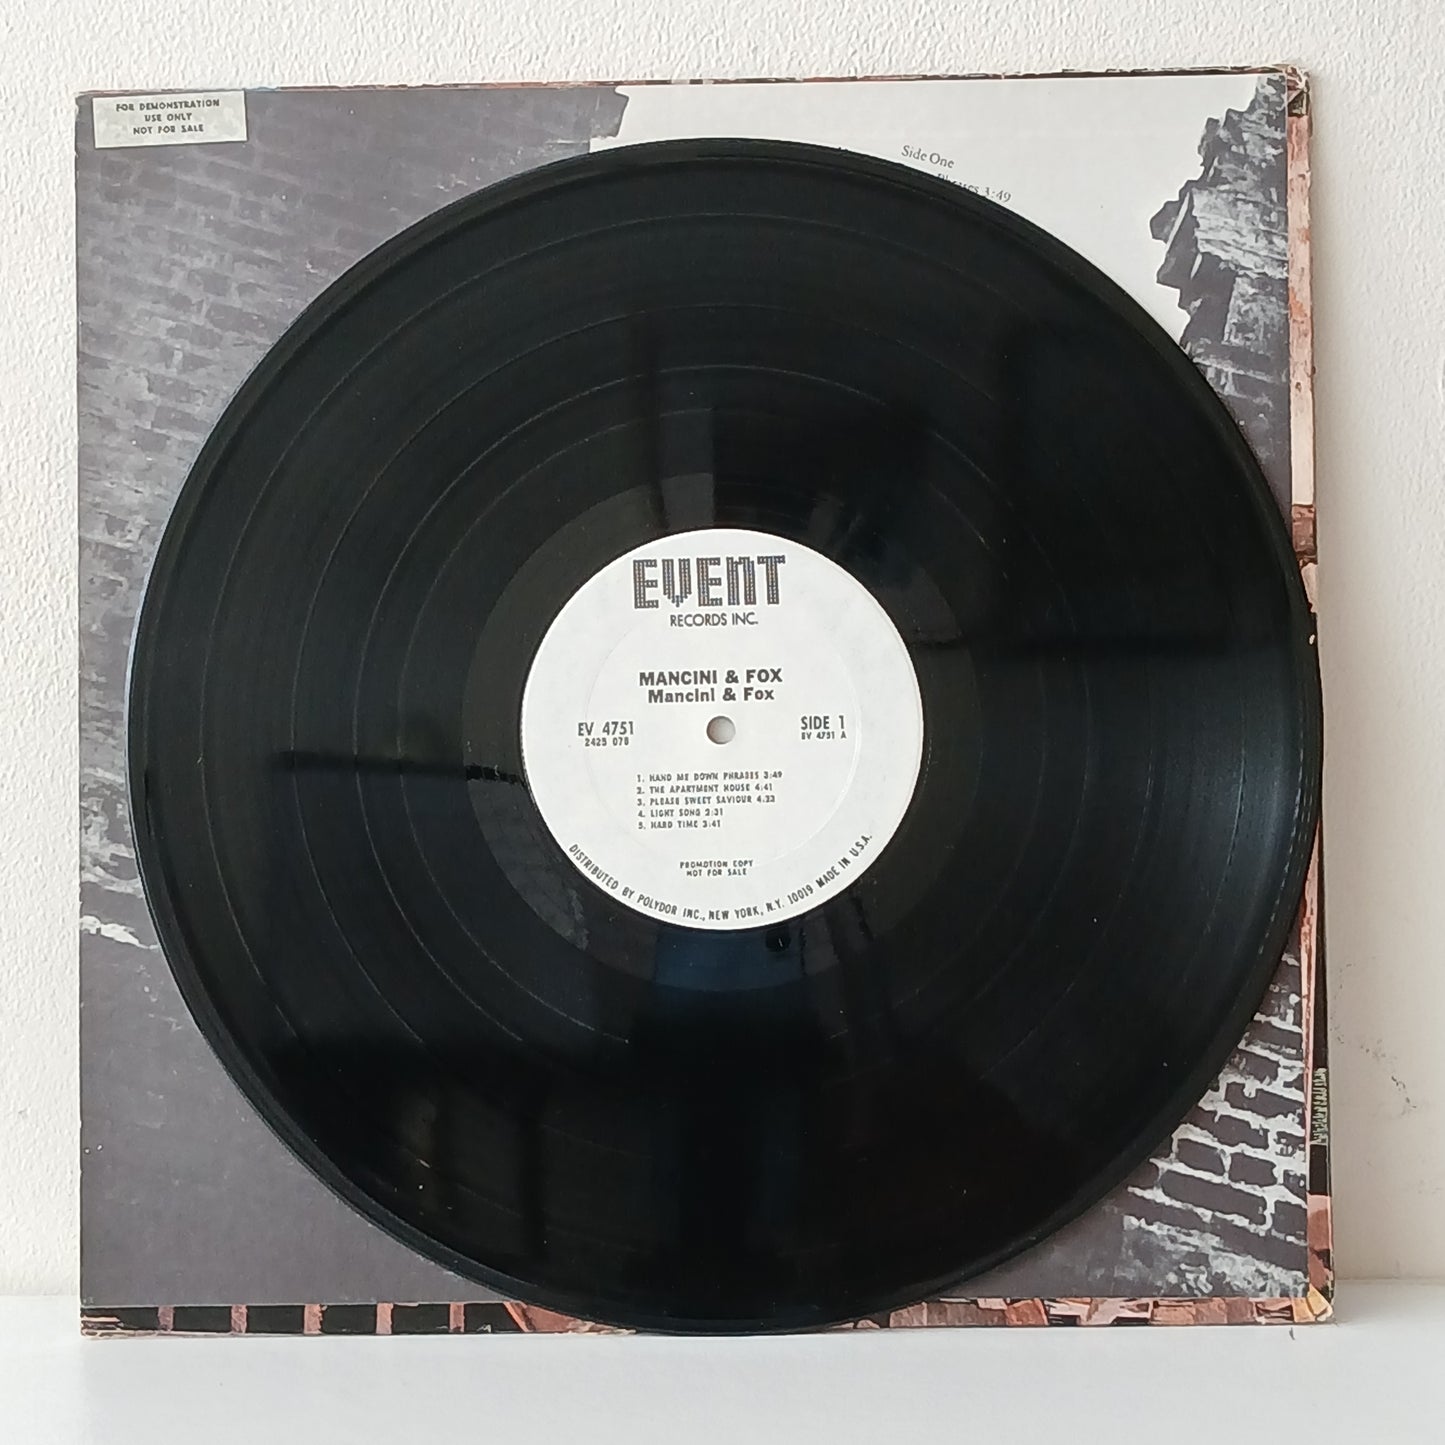 FOR DEMONSTRATION
USE ONLY
NOT FOR SALE
Side One
3:49
EVENT
RECORDS INC.
MANCINI & FOX
Mancini & Fox
EV 4751
2425 078
SIDE 1
EV 4751 A
1. HAND ME DOWN PHRASES 3:49
2. THE APARTMENT HOUSE 4:41
3. PLEASE SWEET SAVIOUR 4:23
4. LIGHT SONG 2:31
5. HARD TIME 3:41
PROMOTION COPY
NOT FOR SALE
DISTRIBUTED BY POLYDOR INC., NEW YORK, N.Y. 10019 MADE IN U.S.A.